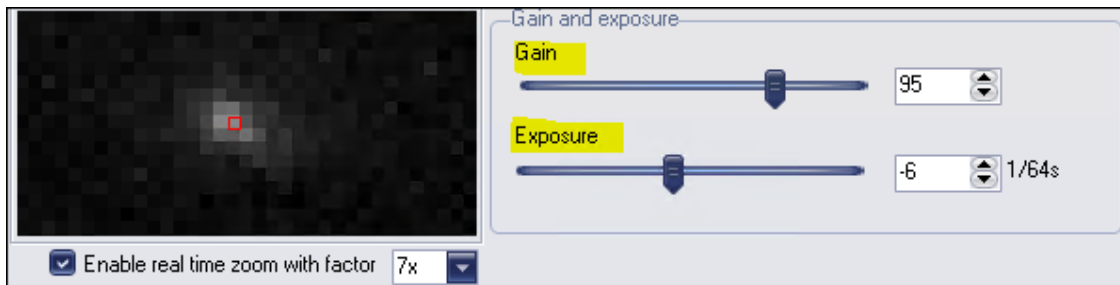 Gain and exposure
Gain
95
Exposure
-6 1/64s
Enable real time zoom with factor 7x